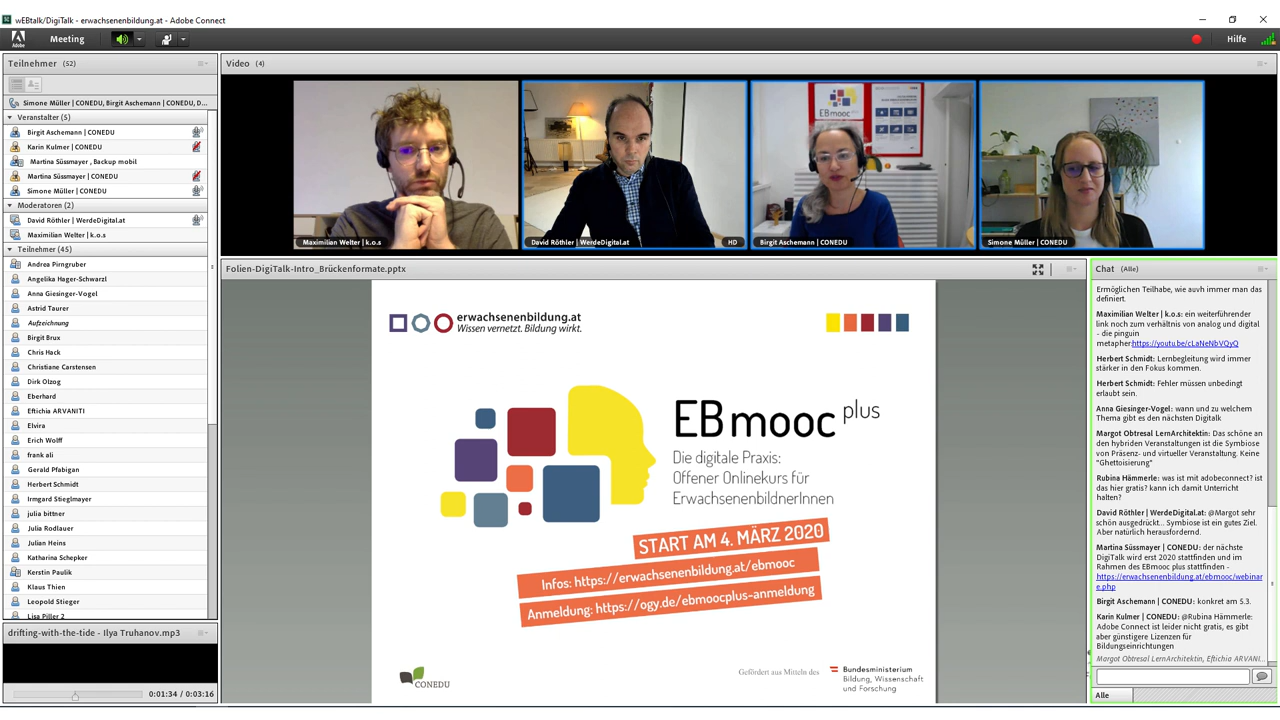 wEBtalk/DigiTalk - erwachsenenbildung.at - Adobe Connect
Adobe
Meeting
Hilfe
Teilnehmer (52)
Simone Müller | CONEDU, Birgit Aschemann | CONEDU, D...
Veranstalter (5)
Birgit Aschemann | CONEDU
Karin Kulmer | CONEDU
Martina Süssmayer , Backup mobil
Martina Süssmayer | CONEDU
Simone Müller | CONEDU
Moderatoren (2)
David Röthler | WerdeDigital.at
Maximilian Welter | k.o.s
Teilnehmer (45)
Andrea Pirngruber
Angelika Hager-Schwarzl
Anna Giesinger-Vogel
Astrid Taurer
Aufzeichnung
Birgit Brux
Chris Hack
Christiane Carstensen
Dirk Olzog
Eberhard
Eftichia ARVANITI
Elvira
Erich Wolff
frank ali
Gerald Pfabigan
Herbert Schmidt
Irmgard Stieglmayer
julia bittner
Julia Rodlauer
Julian Heins
Katharina Schepker
Kerstin Paulik
Klaus Thien
Leopold Stieger
Lisa Piller 2
drifting-with-the-tide - Ilya Truhanov.mp3
0:01:34 / 0:03:16
Video (4)
Maximilian Welter | k.o.s
David Röthler | WerdeDigital.at
HD
EBmooc
Birgit Aschemann | CONEDU
Simone Müller | CONEDU
Folien-DigiTalk-Intro_Brückenformate.pptx
erwachsenenbildung.at
Wissen vernetzt. Bildung wirkt.
EBmooc plus
Die digitale Praxis:
Offener Onlinekurs für
ErwachsenenbildnerInnen
START AM 4. MÄRZ 2020
Infos: https://erwachsenenbildung.at/ebmooc
Anmeldung: https://ogy.de/ebmoocplus-anmeldung
CONEDU
Gefördert aus Mitteln des
Bundesministerium
Bildung, Wissenschaft
und Forschung
Chat (Alle)
Ermöglichen Teilhabe, wie auvh immer man das
definiert.
Maximilian Welter | k.o.s: ein weiterführender
link noch zum verhältnis von analog und digital
- die pinguin
metapher:https://youtu.be/cLaNeNbVQyQ
Herbert Schmidt: Lernbegleitung wird immer
stärker in den Fokus kommen.
Herbert Schmidt: Fehler müssen unbedingt
erlaubt sein.
Anna Giesinger-Vogel: wann und zu welchem
Thema gibt es den nächsten Digitalk
Margot Obtresal LernArchitektin: Das schöne an
den hybriden Veranstaltungen ist die Symbiose
von Präsenz- und virtueller Veranstaltung. Keine
"Ghettoisierung"
Rubina Hämmerle: was ist mit adobeconnect? ist
das hier gratis? kann ich damit Unterricht
halten?
David Röthler | WerdeDigital.at: @Margot sehr
schön ausgedrückt... Symbiose ist ein gutes Ziel.
Aber natürlich herausfordernd.
Martina Süssmayer | CONEDU: der nächste
DigiTalk wird erst 2020 stattfinden und im
Rahmen des EBmooc plus stattfinden -
https://erwachsenenbildung.at/ebmooc/webinar
e.php
Birgit Aschemann | CONEDU: konkret am 5.3.
Karin Kulmer | CONEDU: @Rubina Hämmerle:
Adobe Connect ist leider nicht gratis, es gibt
aber günstigere Lizenzen für
Bildungseinrichtungen
Margot Obtresal LernArchitektin, Eftichia ARVANI...
Alle